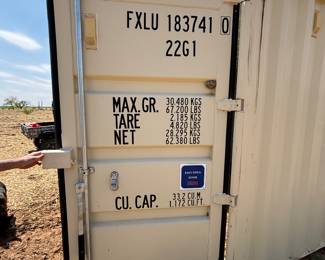 FXLU 183741 0
22G1
MAX. GR. 30.480 KGS
67.200 LBS
TARE 2.185 KGS
4.820 LBS
NET 28.295 KGS
62.380 LBS
CU. CAP. 33.2 CU.M.
1.172 CU.FT.